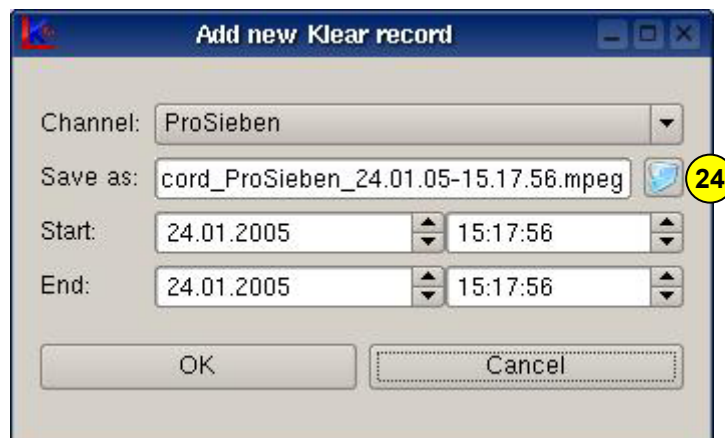 Add new Klear record
Channel: ProSieben
Save as: cord_ProSieben_24.01.05-15.17.56.mpeg 24
Start: 24.01.2005 15:17:56
End: 24.01.2005 15:17:56
OK Cancel